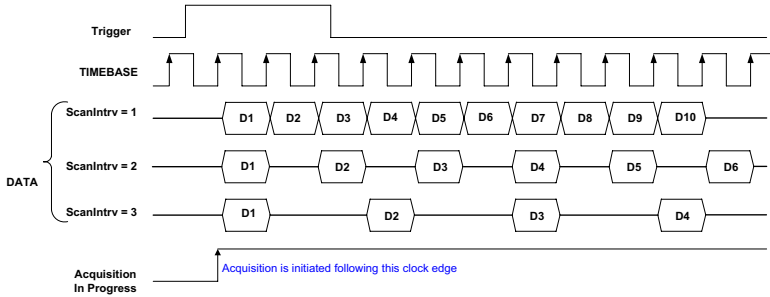 Trigger
TIMEBASE
ScanIntrv = 1
D1 D2 D3 D4 D5 D6 D7 D8 D9 D10
DATA
ScanIntrv = 2
D1 D2 D3 D4 D5 D6
ScanIntrv = 3
D1 D2 D3 D4
Acquisition is initiated following this clock edge
Acquisition
In Progress